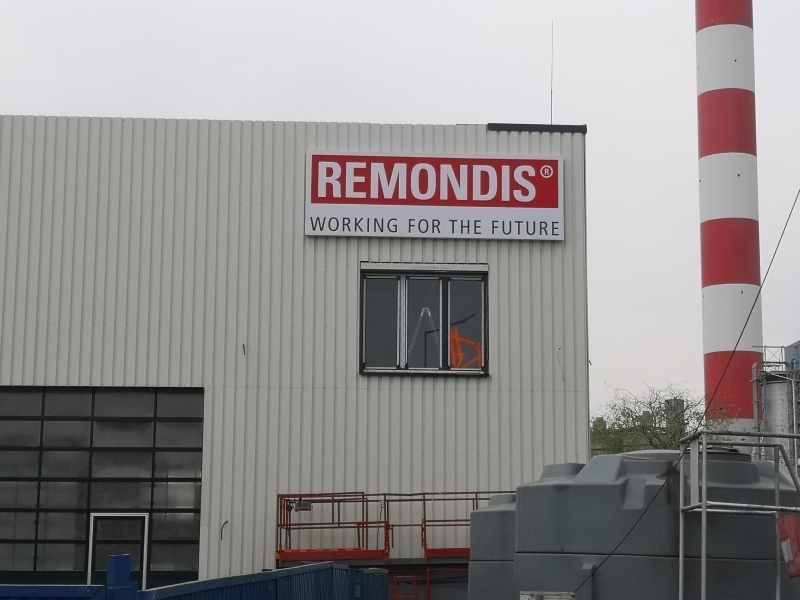 REMONDIS®
WORKING FOR THE FUTURE